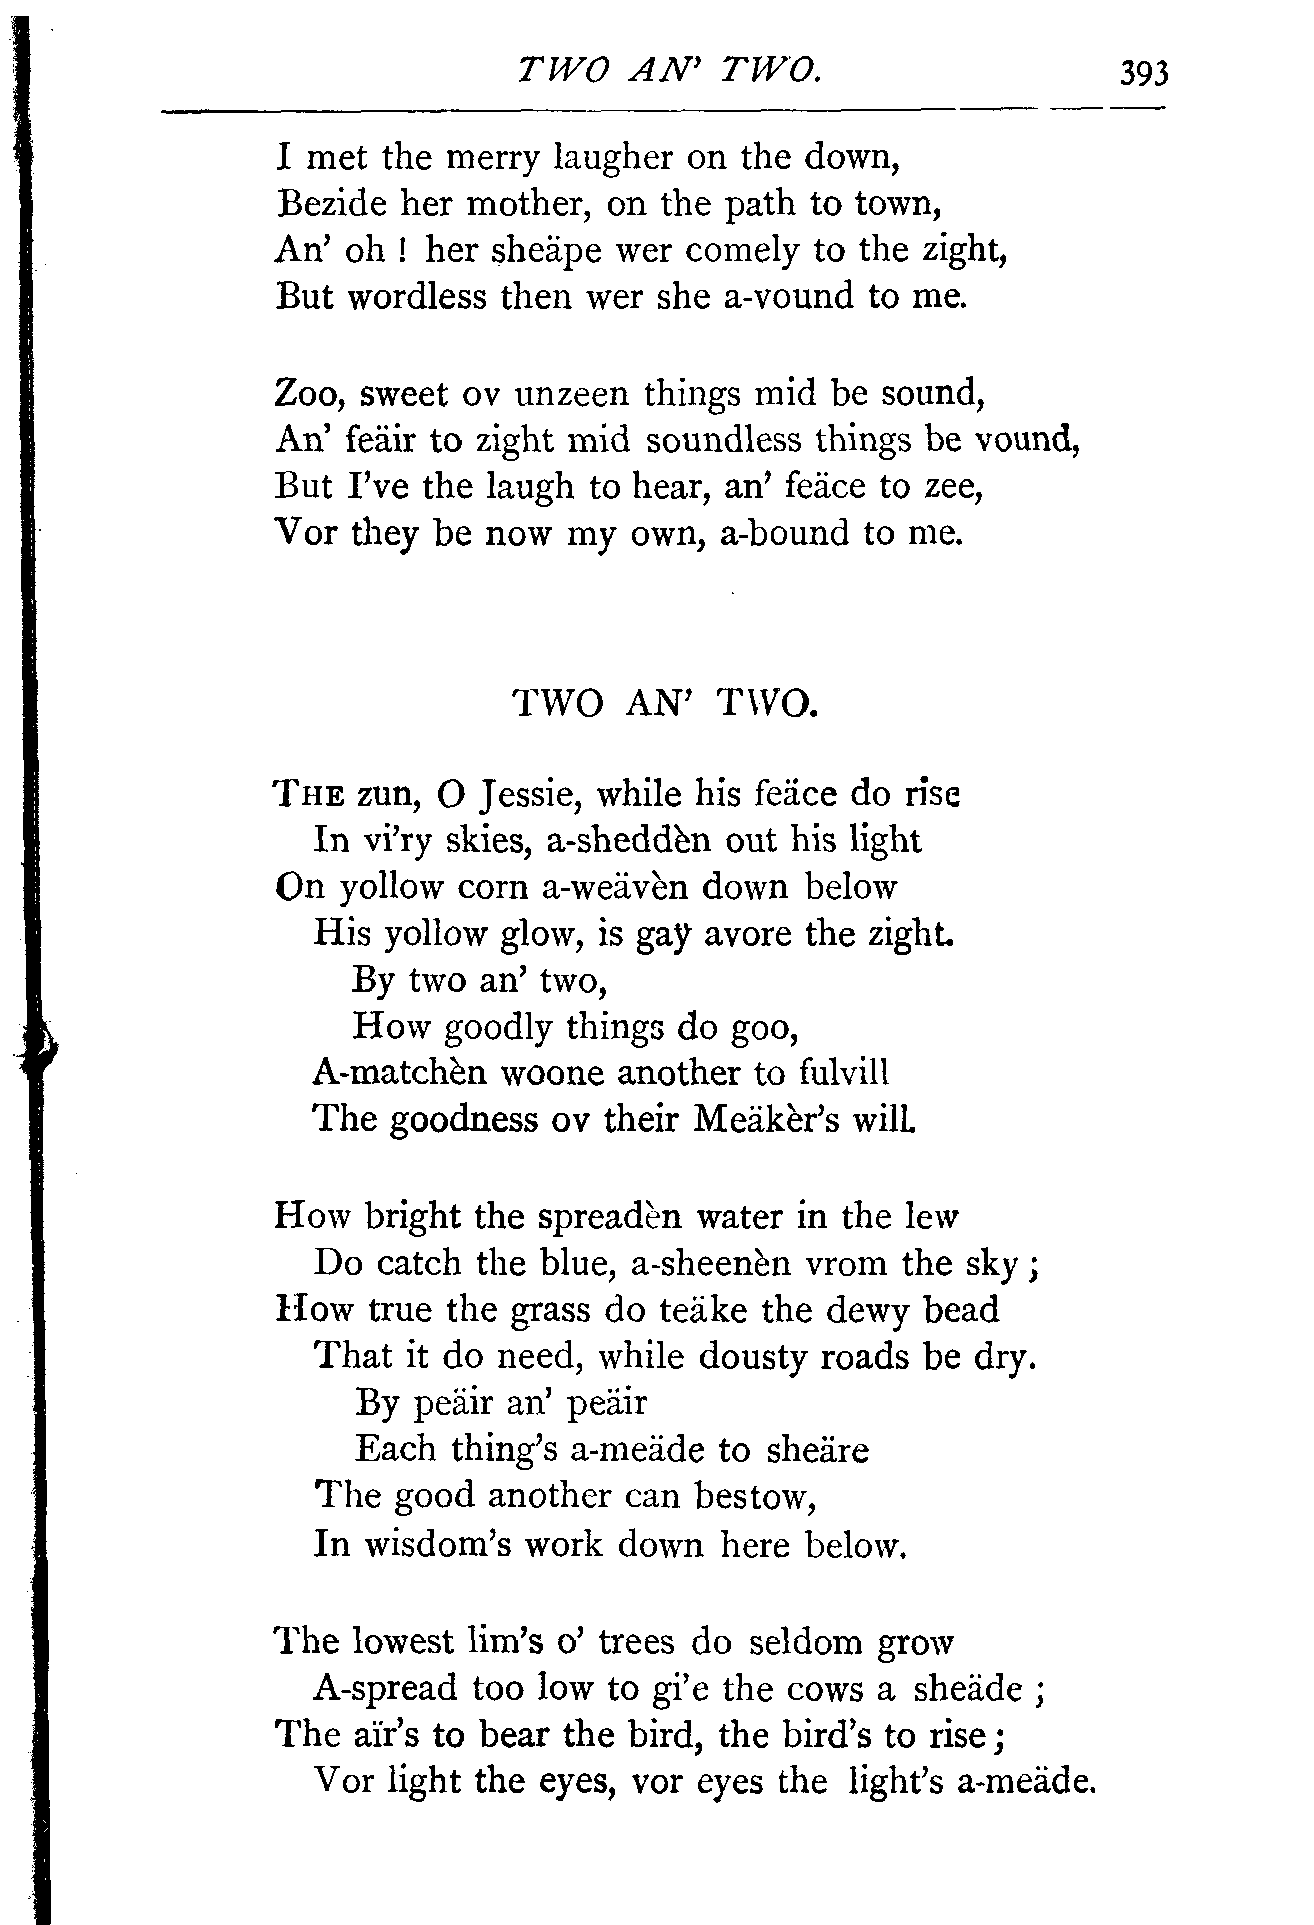 TWO AN' TWO. 393
I met the merry laugher on the down,
Bezide her mother, on the path to town,
An' oh ! her sheäpe wer comely to the zight,
But wordless then wer she a-vound to me.
Zoo, sweet ov unzeen things mid be sound,
An' feäir to zight mid soundless things be vound,
But I've the laugh to hear, an' feäce to zee,
Vor they be now my own, a-bound to me.
TWO AN' TWO.
THE zun, O Jessie, while his feäce do rise
In vi'ry skies, a-sheddèn out his light
On yollow corn a-weävèn down below
His yollow glow, is gay avore the zight.
By two an' two,
How goodly things do goo,
A-matchèn woone another to fulvill
The goodness ov their Meäkèr's will.
How bright the spreadèn water in the lew
Do catch the blue, a-sheenèn vrom the sky ;
How true the grass do teäke the dewy bead
That it do need, while dousty roads be dry.
By peäir an' peäir
Each thing's a-meäde to sheäre
The good another can bestow,
In wisdom's work down here below.
The lowest lim's o' trees do seldom grow
A-spread too low to gi'e the cows a sheäde ;
The aïr's to bear the bird, the bird's to rise ;
Vor light the eyes, vor eyes the light's a-meäde.